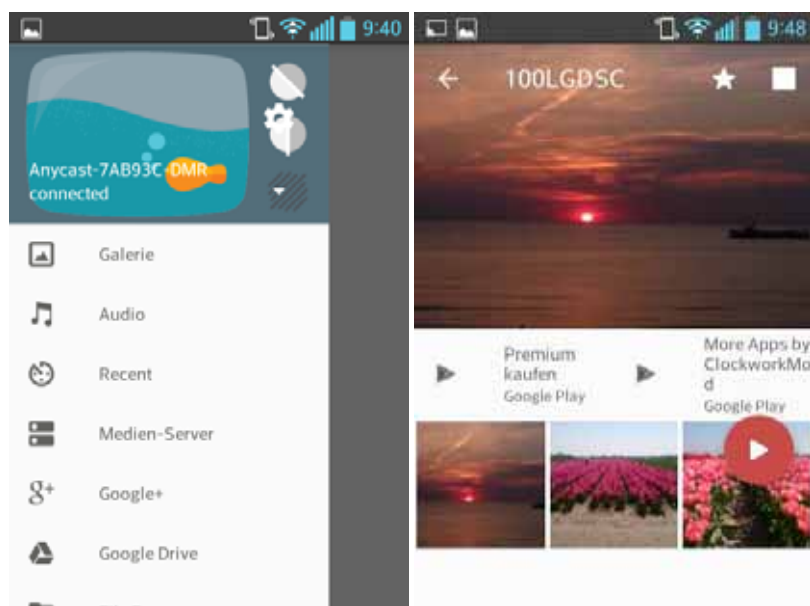 9:40
Anycast-7AB93C-DMR
connected
Galerie
Audio
Recent
Medien-Server
g+ Google+
Google Drive
9:48
100LGDSC
Premium
kaufen
Google Play
More Apps by
ClockworkMo
d
Google Play